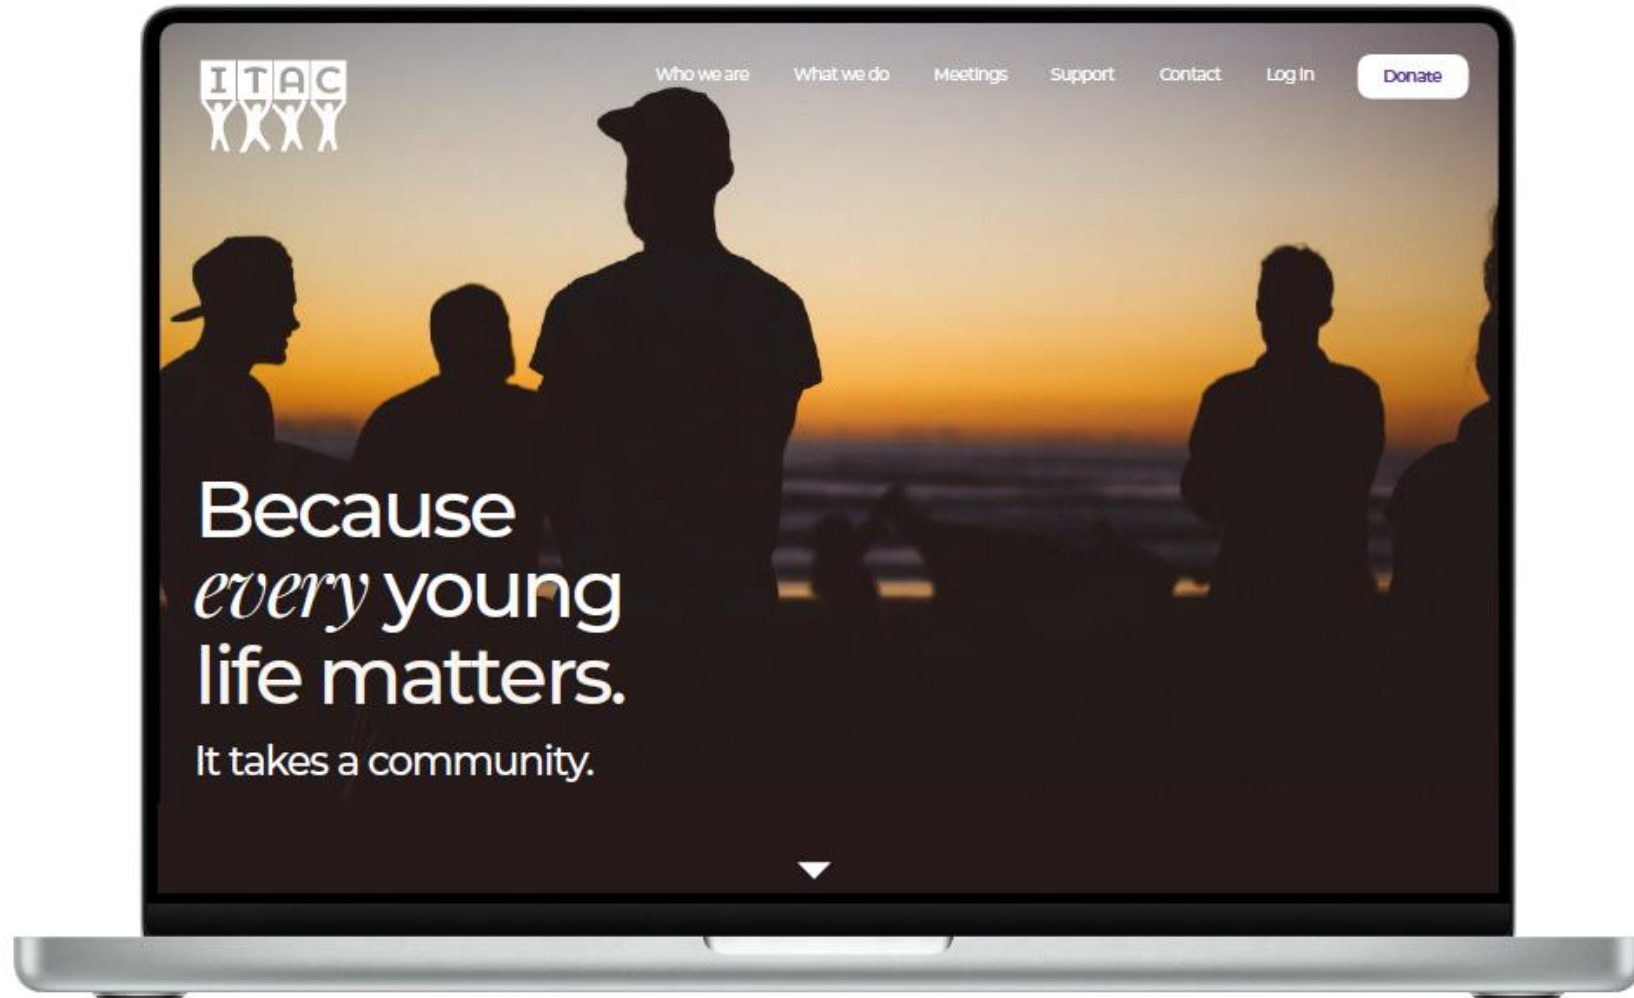 ITAC
Who we are
What we do
Meetings
Support
Contact
Log in
Donate
Because
every young
life matters.
It takes a community.